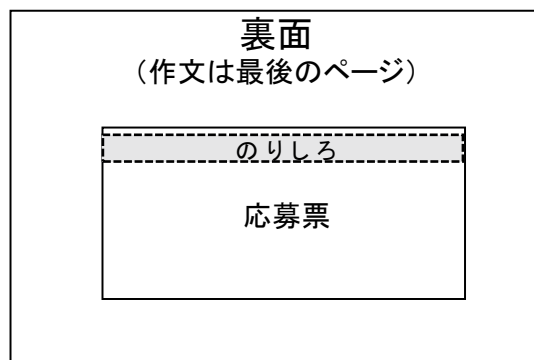 裏面
（作文は最後のページ）
のりしろ
応募票